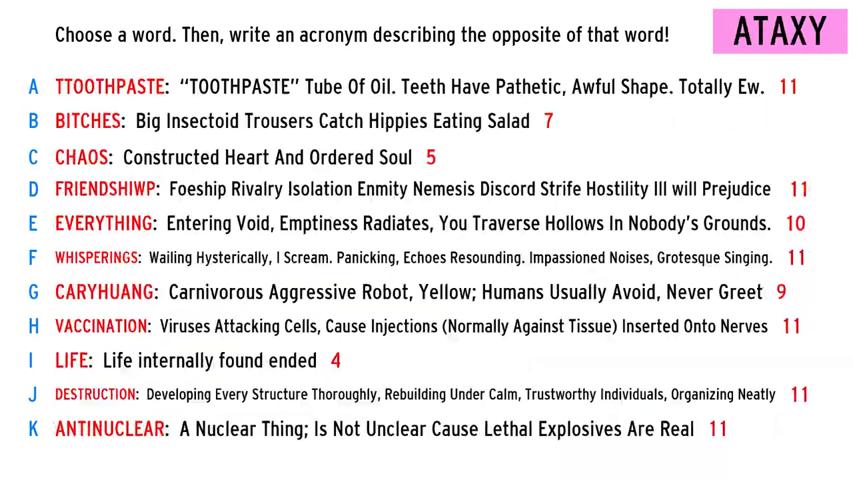 Choose a word. Then, write an acronym describing the opposite of that word!
ATAXY
A TTOOTHPASTE: “TOOTHPASTE” Tube Of Oil. Teeth Have Pathetic, Awful Shape. Totally Ew. 11
B BITCHES: Big Insectoid Trousers Catch Hippies Eating Salad 7
C CHAOS: Constructed Heart And Ordered Soul 5
D FRIENDSHIWP: Foeship Rivalry Isolation Enmity Nemesis Discord Strife Hostility Ill will Prejudice 11
E EVERYTHING: Entering Void, Emptiness Radiates, You Traverse Hollows In Nobody's Grounds. 10
F WHISPERINGS: Wailing Hysterically, I Scream. Panicking, Echoes Resounding. Impassioned Noises, Grotesque Singing. 11
G CARYHUANG: Carnivorous Aggressive Robot, Yellow; Humans Usually Avoid, Never Greet 9
H VACCINATION: Viruses Attacking Cells, Cause Injections (Normally Against Tissue) Inserted Onto Nerves 11
I LIFE: Life internally found ended 4
J DESTRUCTION: Developing Every Structure Thoroughly, Rebuilding Under Calm, Trustworthy Individuals, Organizing Neatly 11
K ANTINUCLEAR: A Nuclear Thing; Is Not Unclear Cause Lethal Explosives Are Real 11